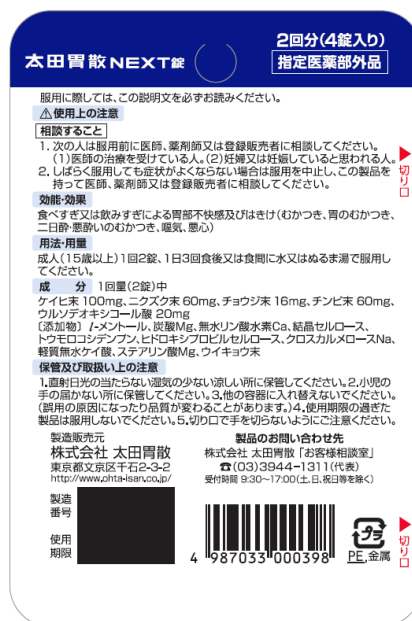 2回分(4錠入り)
太田胃散NEXT錠
指定医薬部外品
服用に際しては、この説明文を必ずお読みください。
⚠使用上の注意
相談すること
1. 次の人は服用前に医師、薬剤師又は登録販売者に相談してください。
(1)医師の治療を受けている人。(2)妊婦又は妊娠していると思われる人。
2. しばらく服用しても症状がよくならない場合は服用を中止し、この製品を
持って医師、薬剤師又は登録販売者に相談してください。
▶切り口
効能・効果
食べすぎ又は飲みすぎによる胃部不快感及びはきけ(むかつき、胃のむかつき、
二日酔・悪酔いのむかつき、嘔気、悪心)
用法・用量
成人(15歳以上)1回2錠、1日3回食後又は食間に水又はぬるま湯で服用し
てください。
成 分 1回量(2錠)中
ケイヒ末 100mg、ニクズク末 60mg、チョウジ末 16mg、チンピ末 60mg、
ウルソデオキシコール酸 20mg
〔添加物〕 l-メントール、炭酸Mg、無水リン酸水素Ca、結晶セルロース、
トウモロコシデンプン、ヒドロキシプロピルセルロース、クロスカルメロースNa、
軽質無水ケイ酸、ステアリン酸Mg、ウイキョウ末
保管及び取扱い上の注意
1.直射日光の当たらない湿気の少ない涼しい所に保管してください。2.小児の
手の届かない所に保管してください。3.他の容器に入れ替えないでください。
(誤用の原因になったり品質が変わることがあります。)4.使用期限の過ぎた
製品は服用しないでください。5.切り口で手を切らないようにご注意ください。
製造販売元
株式会社 太田胃散
東京都文京区千石2-3-2
http://www.ohta-isan.co.jp/
製品のお問い合わせ先
株式会社 太田胃散「お客様相談室」
☎(03)3944-1311(代表)
受付時間 9:30~17:00(土、日、祝日等を除く)
製造
番号
使用
期限
4 987033 000398
プラ
PE,金属
▶切り口